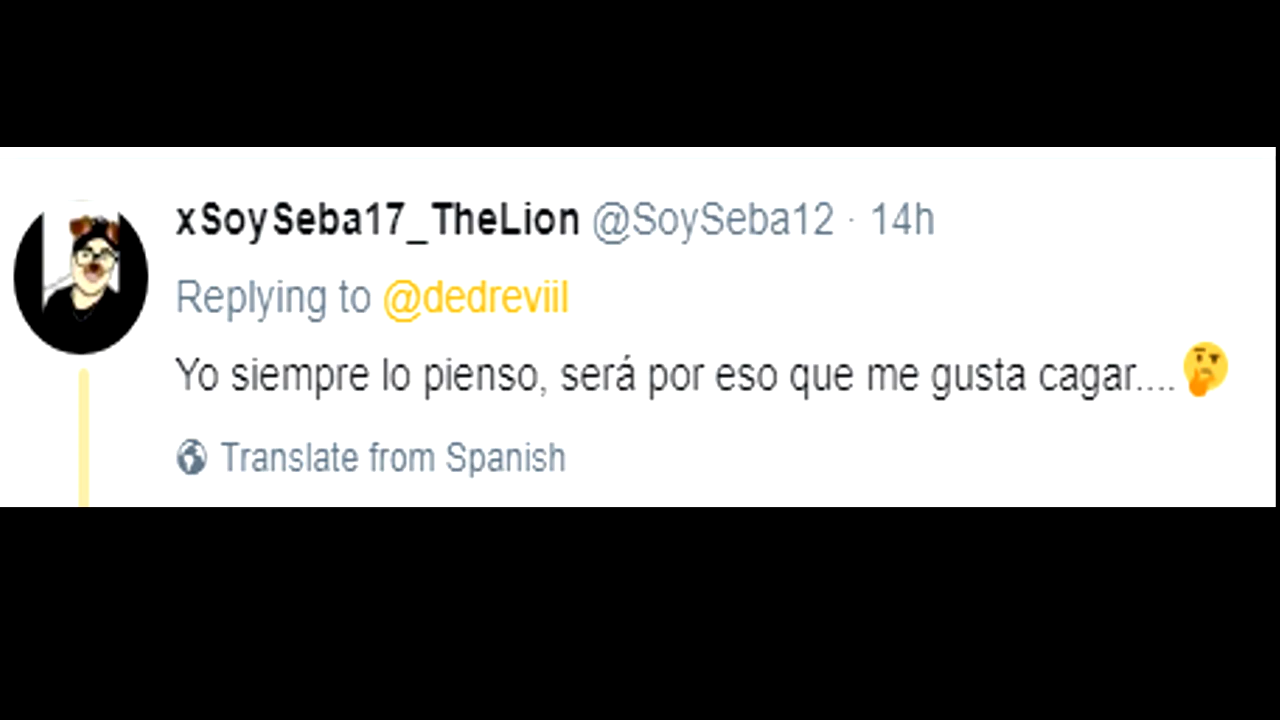 xSoySeba17_TheLion @SoySeba12 · 14h
Replying to @dedreviil
Yo siempre lo pienso, será por eso que me gusta cagar....🤔
Translate from Spanish